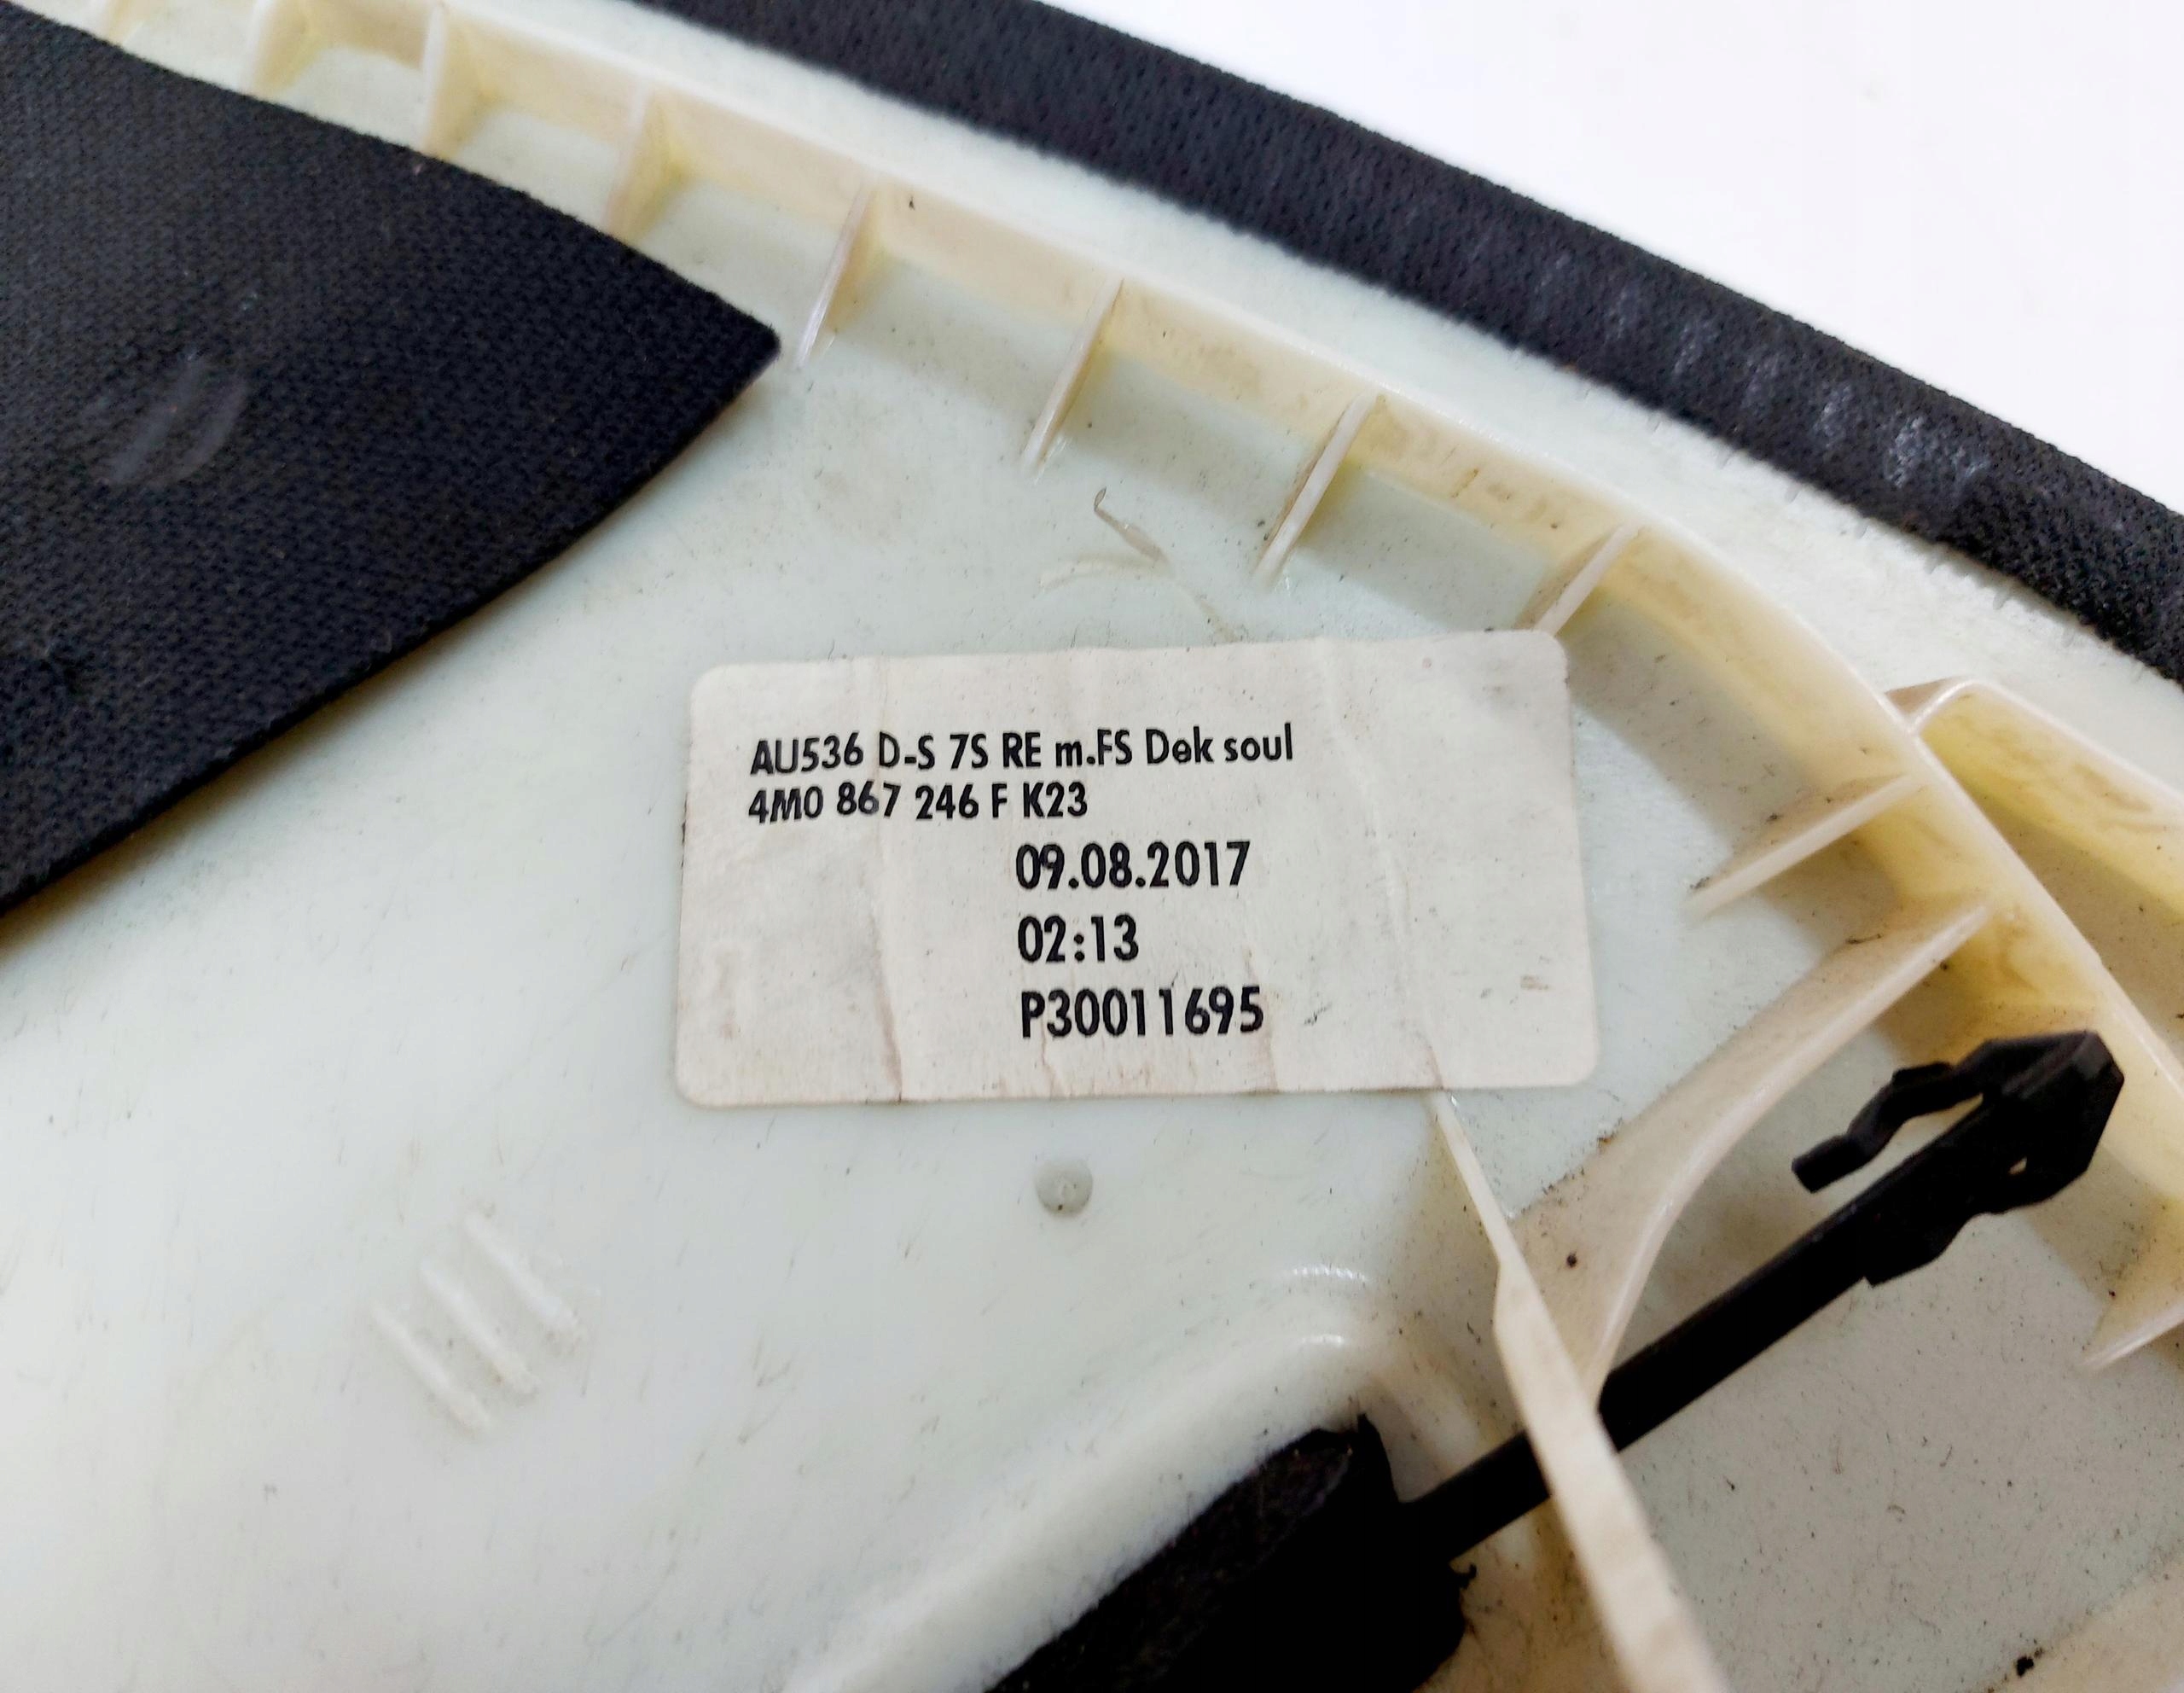 AU536 D-S 7S RE m.FS Dek soul
4M0 867 246 F K23
09.08.2017
02:13
P30011695